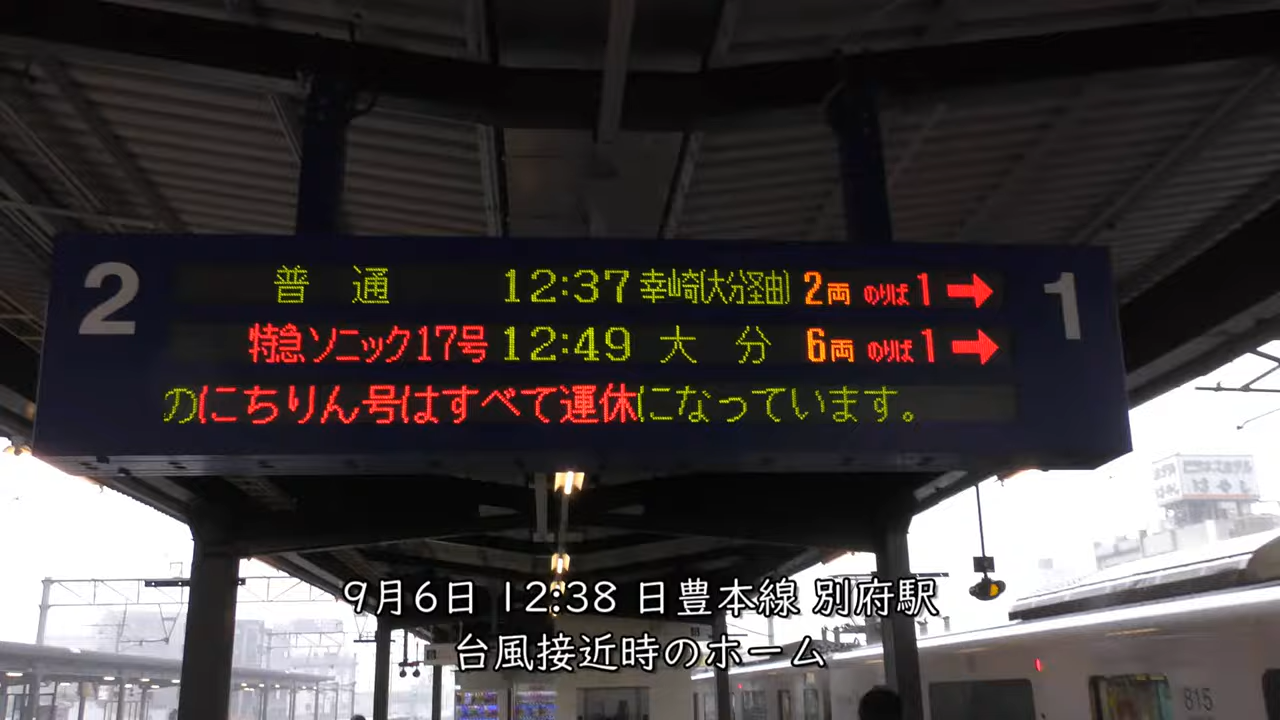 2
普通 12:37 幸崎(大分経由) 2両 のりば 1 →
特急ソニック17号 12:49 大分 6両 のりば 1 →
のにちりん号はすべて運休になっています。
1
9月6日 12:38 日豊本線 別府駅
台風接近時のホーム
815